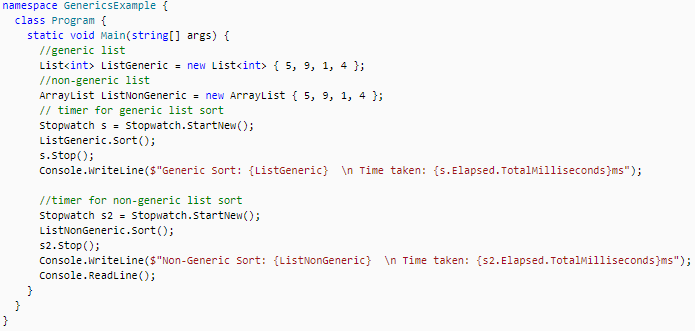 namespace GenericsExample {
class Program {
static void Main(string[] args) {
//generic list
List<int> ListGeneric = new List<int> { 5, 9, 1, 4 };
//non-generic list
ArrayList ListNonGeneric = new ArrayList { 5, 9, 1, 4 };
// timer for generic list sort
Stopwatch s = Stopwatch.StartNew();
ListGeneric.Sort();
s.Stop();
Console.WriteLine($"Generic Sort: {ListGeneric}  \n Time taken: {s.Elapsed.TotalMilliseconds}ms");
//timer for non-generic list sort
Stopwatch s2 = Stopwatch.StartNew();
ListNonGeneric.Sort();
s2.Stop();
Console.WriteLine($"Non-Generic Sort: {ListNonGeneric}  \n Time taken: {s2.Elapsed.TotalMilliseconds}ms");
Console.ReadLine();
}
}
}